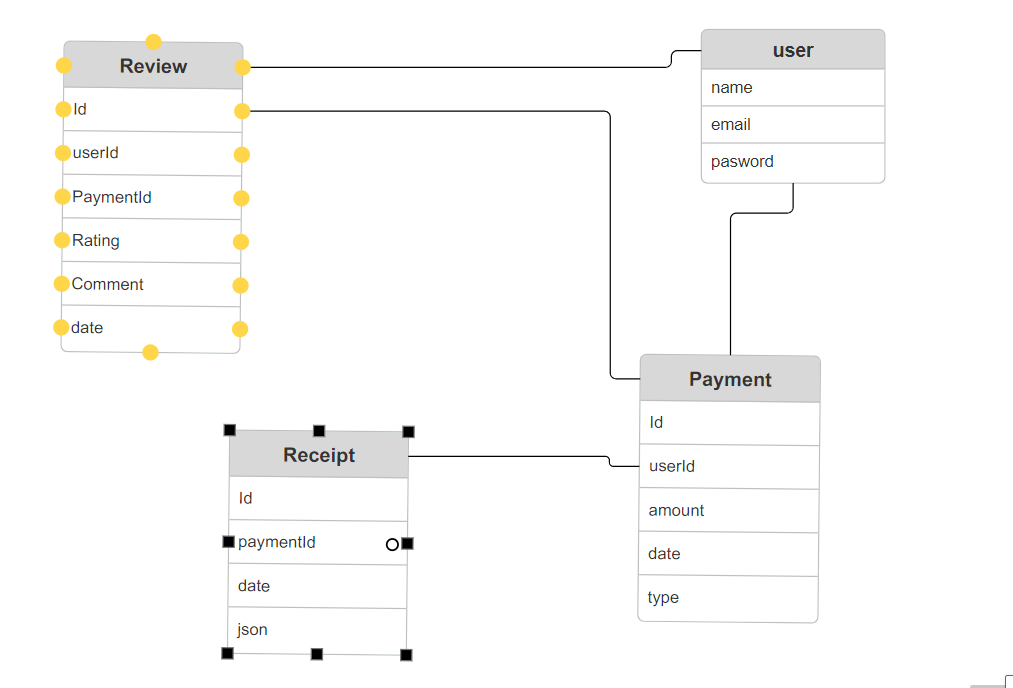 Review
Id
userId
PaymentId
Rating
Comment
date
user
name
email
pasword
Payment
Id
userId
amount
date
type
Receipt
Id
paymentId
date
json